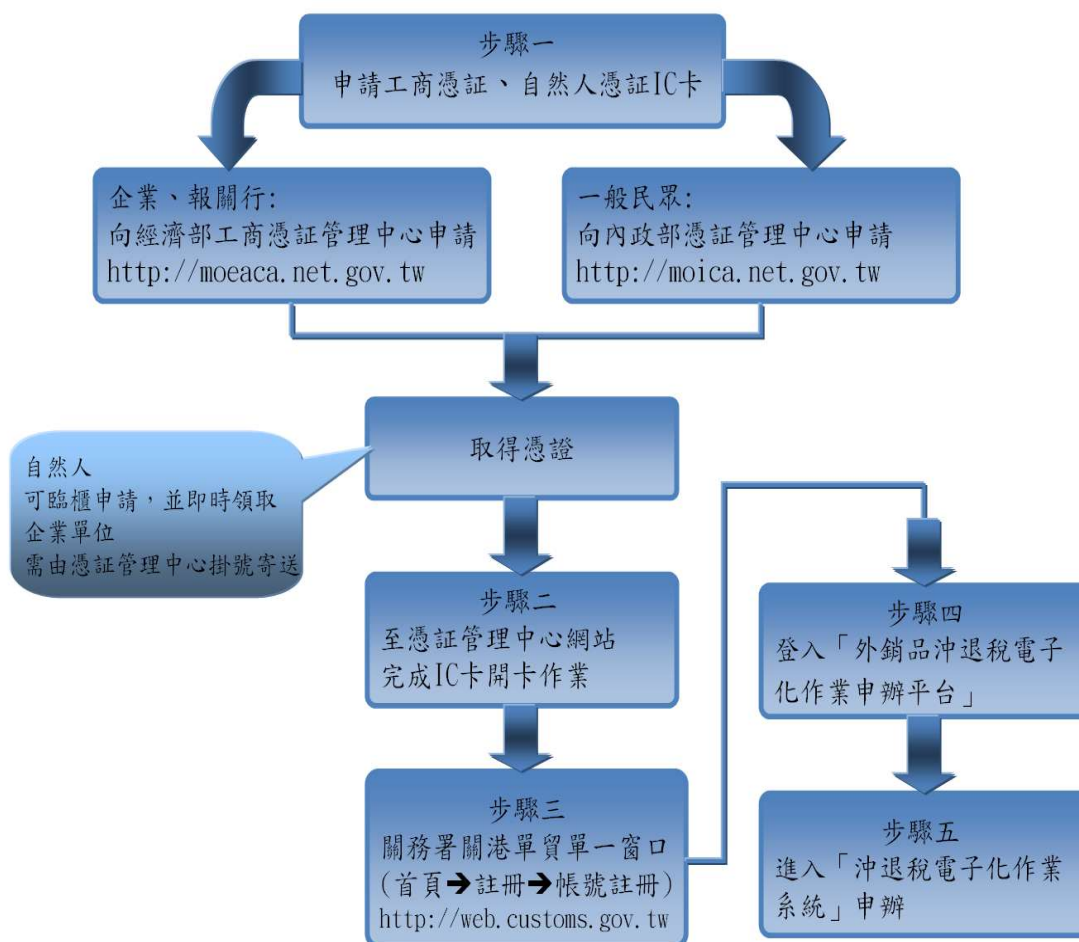 步驟一
申請工商憑証、自然人憑証IC卡
企業、報關行:
向經濟部工商憑証管理中心申請
http://moeaca.net.gov.tw
一般民眾:
向內政部憑証管理中心申請
http://moica.net.gov.tw
取得憑證
自然人
可臨櫃申請，並即時領取
企業單位
需由憑証管理中心掛號寄送
步驟二
至憑証管理中心網站
完成IC卡開卡作業
步驟三
關務署關港單貿單一窗口
(首頁➔註冊➔帳號註冊)
http://web.customs.gov.tw
步驟四
登入「外銷品沖退稅電子
化作業申辦平台」
步驟五
進入「沖退稅電子化作業
系統」申辦